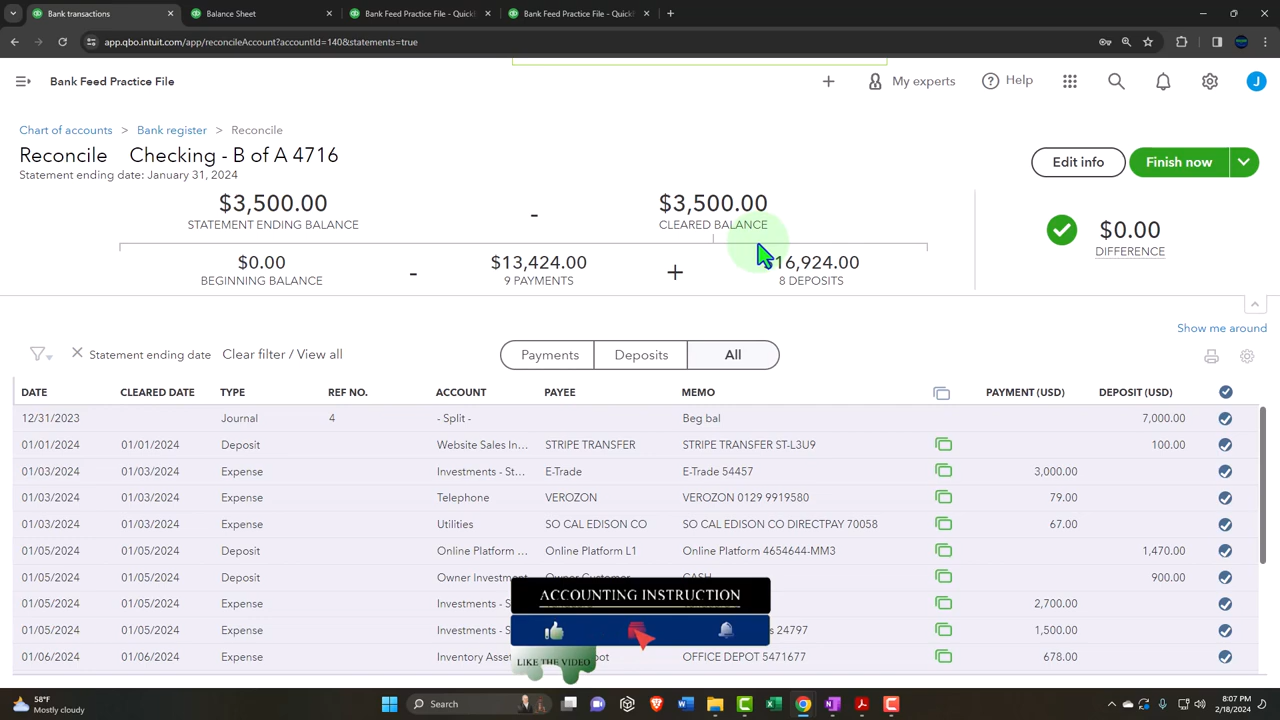 Bank transactions
Balance Sheet
Bank Feed Practice File - Quick
Bank Feed Practice File - Quick
app.qbo.intuit.com/app/reconcileAccount?accountId=140&statements=true
Bank Feed Practice File
My experts
Help
J
Chart of accounts > Bank register > Reconcile
Reconcile Checking - B of A 4716
Statement ending date: January 31, 2024
Edit info
Finish now
$3,500.00
STATEMENT ENDING BALANCE
-
$3,500.00
CLEARED BALANCE
$0.00
BEGINNING BALANCE
-
$13,424.00
9 PAYMENTS
+
16,924.00
8 DEPOSITS
$0.00
DIFFERENCE
Show me around
Statement ending date Clear filter / View all
Payments Deposits All
DATE CLEARED DATE TYPE REF NO. ACCOUNT PAYEE MEMO PAYMENT (USD) DEPOSIT (USD)
12/31/2023 Journal 4 - Split - Beg bal 7,000.00
01/01/2024 01/01/2024 Deposit Website Sales In... STRIPE TRANSFER STRIPE TRANSFER ST-L3U9 100.00
01/03/2024 01/03/2024 Expense Investments - St... E-Trade E-Trade 54457 3,000.00
01/03/2024 01/03/2024 Expense Telephone VEROZON VEROZON 0129 9919580 79.00
01/03/2024 01/03/2024 Expense Utilities SO CAL EDISON CO SO CAL EDISON CO DIRECTPAY 70058 67.00
01/05/2024 01/05/2024 Deposit Online Platform ... Online Platform L1 Online Platform 4654644-MM3 1,470.00
01/05/2024 01/05/2024 Deposit Owner Investment 900.00
01/05/2024 01/05/2024 Expense Investments - 2,700.00
01/05/2024 01/05/2024 Expense Investments - 24797 1,500.00
01/06/2024 01/06/2024 Expense Inventory OFFICE DEPOT 5471677 678.00
ACCOUNTING INSTRUCTION
LIKE THE VIDEO
58°F
Mostly cloudy
Search
8:07 PM
2/18/2024